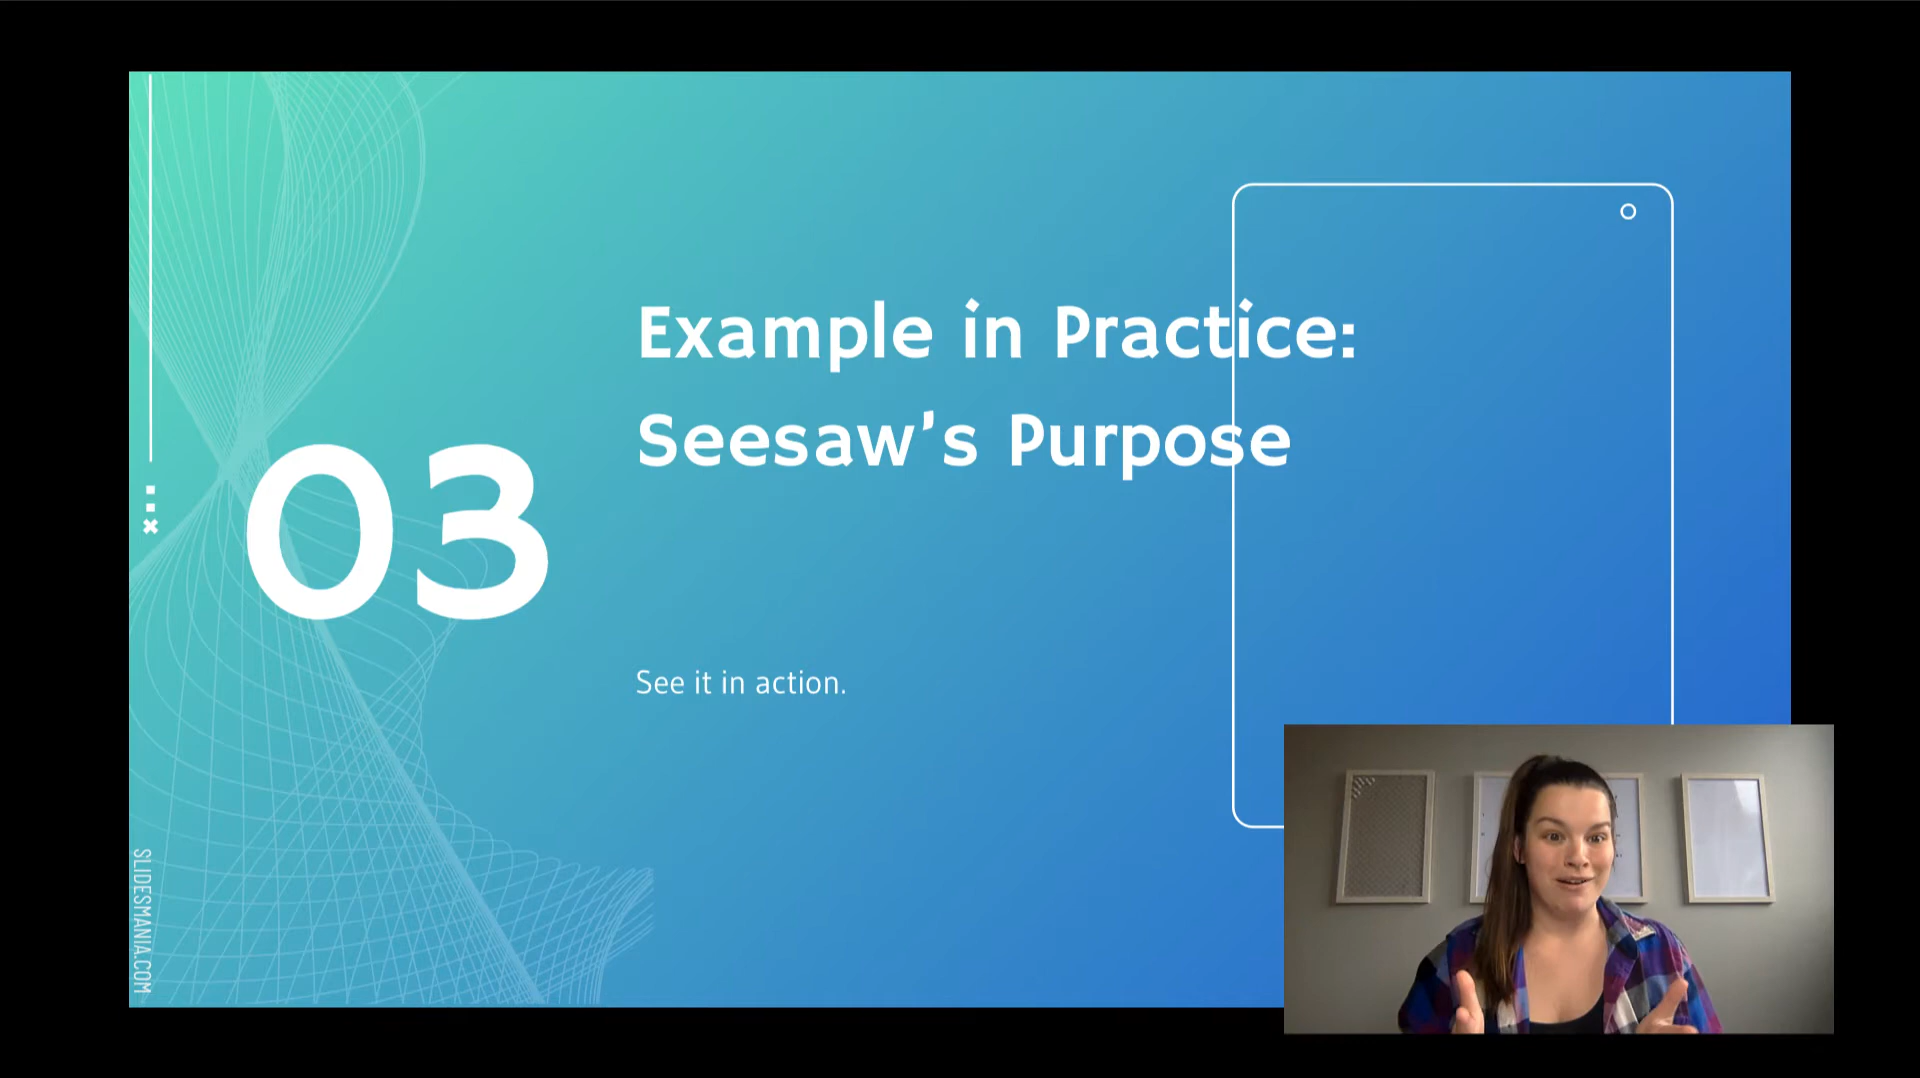 03
Example in Practice:
Seesaw’s Purpose
See it in action.
SLIDESMANIA.COM